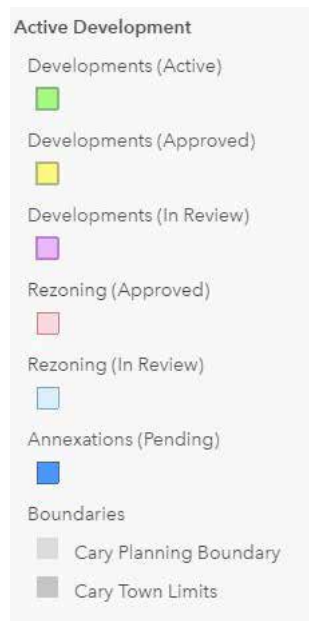 Active Development
Developments (Active)
Developments (Approved)
Developments (In Review)
Rezoning (Approved)
Rezoning (In Review)
Annexations (Pending)
Boundaries
Cary Planning Boundary
Cary Town Limits